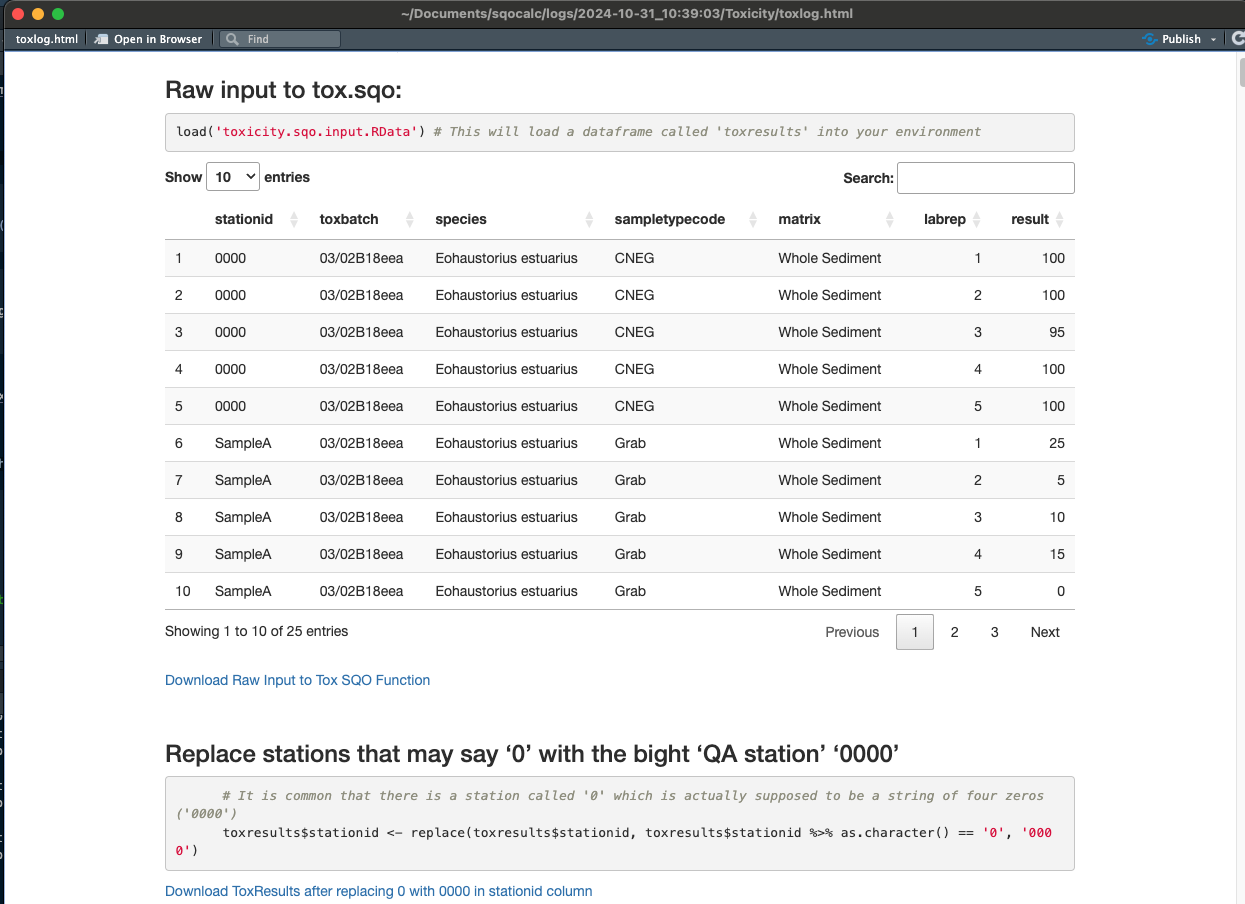 ~/Documents/sqocalc/logs/2024-10-31_10:39:03/Toxicity/toxlog.html
toxlog.html Open in Browser Find Publish
Raw input to tox.sqo:
load('toxicity.sqo.input.RData') # This will load a dataframe called 'toxresults' into your environment
Show 10 entries Search:
stationid toxbatch species sampletypecode matrix labrep result
1 0000 03/02B18eea Eohaustorius estuarius CNEG Whole Sediment 1 100
2 0000 03/02B18eea Eohaustorius estuarius CNEG Whole Sediment 2 100
3 0000 03/02B18eea Eohaustorius estuarius CNEG Whole Sediment 3 95
4 0000 03/02B18eea Eohaustorius estuarius CNEG Whole Sediment 4 100
5 0000 03/02B18eea Eohaustorius estuarius CNEG Whole Sediment 5 100
6 SampleA 03/02B18eea Eohaustorius estuarius Grab Whole Sediment 1 25
7 SampleA 03/02B18eea Eohaustorius estuarius Grab Whole Sediment 2 5
8 SampleA 03/02B18eea Eohaustorius estuarius Grab Whole Sediment 3 10
9 SampleA 03/02B18eea Eohaustorius estuarius Grab Whole Sediment 4 15
10 SampleA 03/02B18eea Eohaustorius estuarius Grab Whole Sediment 5 0
Showing 1 to 10 of 25 entries Previous 1 2 3 Next
Download Raw Input to Tox SQO Function
Replace stations that may say ‘0’ with the bight ‘QA station’ ‘0000’
# It is common that there is a station called '0' which is actually supposed to be a string of four zeros
('0000')
toxresults$stationid <- replace(toxresults$stationid, toxresults$stationid %>% as.character() == '0', '000
0')
Download ToxResults after replacing 0 with 0000 in stationid column